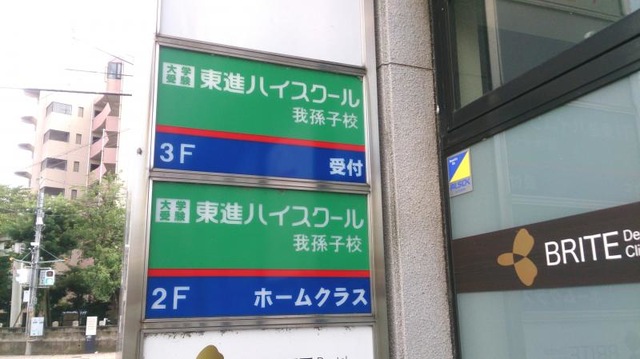 大学受験 東進ハイスクール
我孫子校
3F 受付
大学受験 東進ハイスクール
我孫子校
2F ホームクラス
BRITE
BRITE